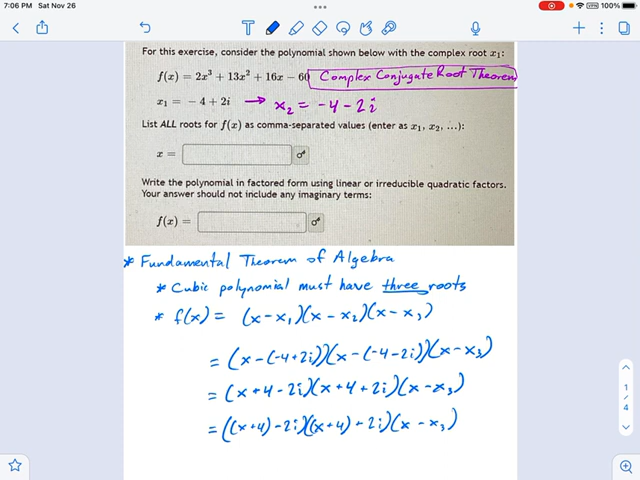 7:06 PM Sat Nov 26
100%
For this exercise, consider the polynomial shown below with the complex root x₁:
f(x) = 2x³ + 13x² + 16x − 60 Complex Conjugate Root Theorem
x₁ = − 4 + 2i → x₂ = −4 − 2i
List ALL roots for f(x) as comma-separated values (enter as x₁, x₂, …):
x =
Write the polynomial in factored form using linear or irreducible quadratic factors.
Your answer should not include any imaginary terms:
f(x) =
* Fundamental Theorem of Algebra
* Cubic polynomial must have three roots
* f(x) = (x−x₁)(x−x₂)(x−x₃)
= (x−(−4+2i))(x−(−4−2i))(x−x₃)
= (x+4−2i)(x+4+2i)(x−x₃)
= ((x+4)−2i)((x+4)+2i)(x−x₃)
1
/
4